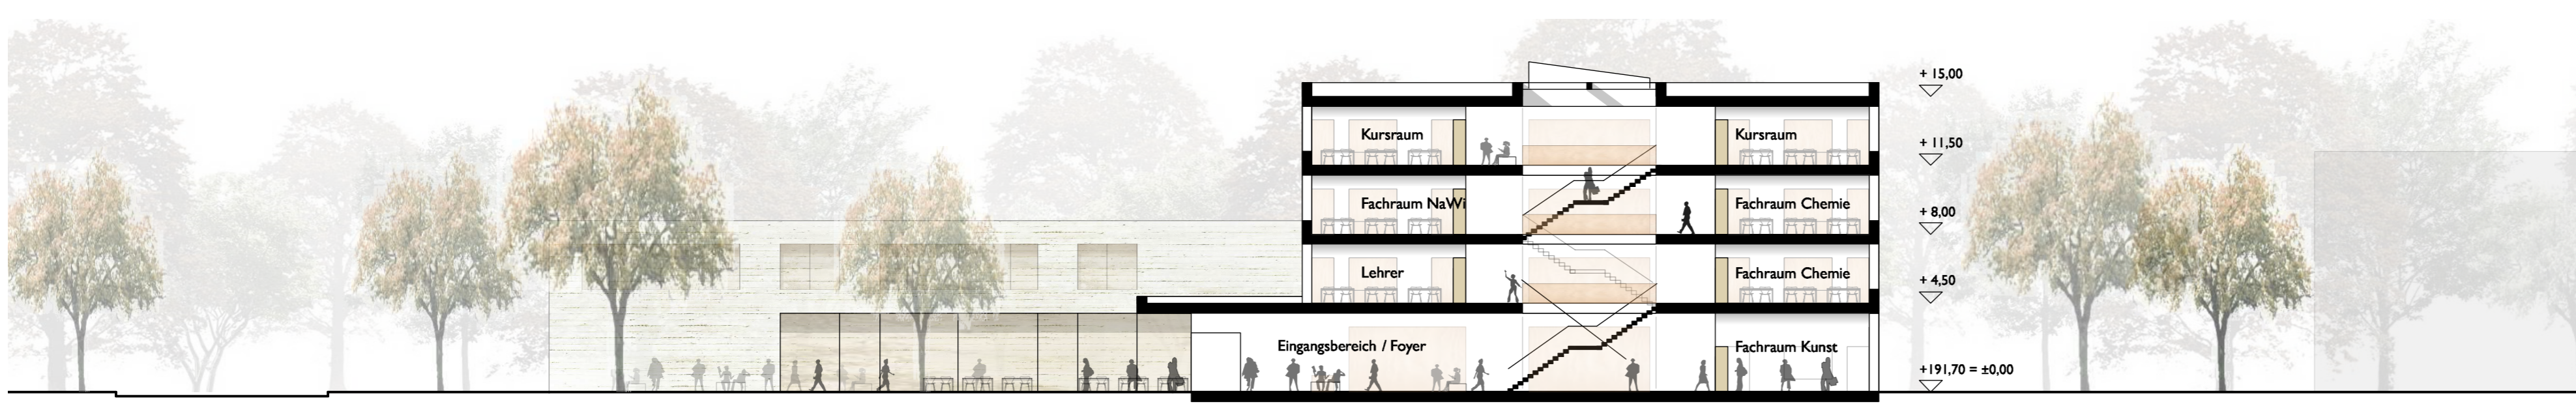 + 15,00
Kursraum
Kursraum
+ 11,50
Fachraum NaWi
Fachraum Chemie
+ 8,00
Lehrer
Fachraum Chemie
+ 4,50
Eingangsbereich / Foyer
Fachraum Kunst
+191,70 = ±0,00